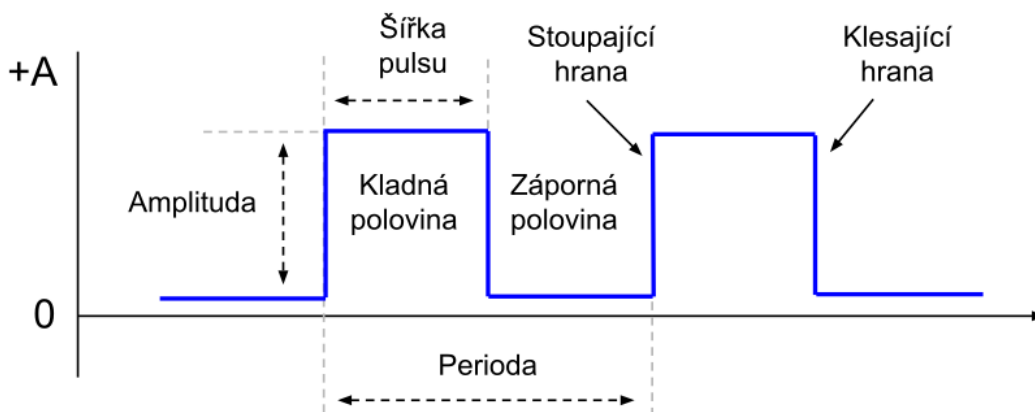 Šířka
pulsu
Stoupající
hrana
Klesající
hrana
+A
Amplituda
Kladná
polovina
Záporná
polovina
0
Perioda